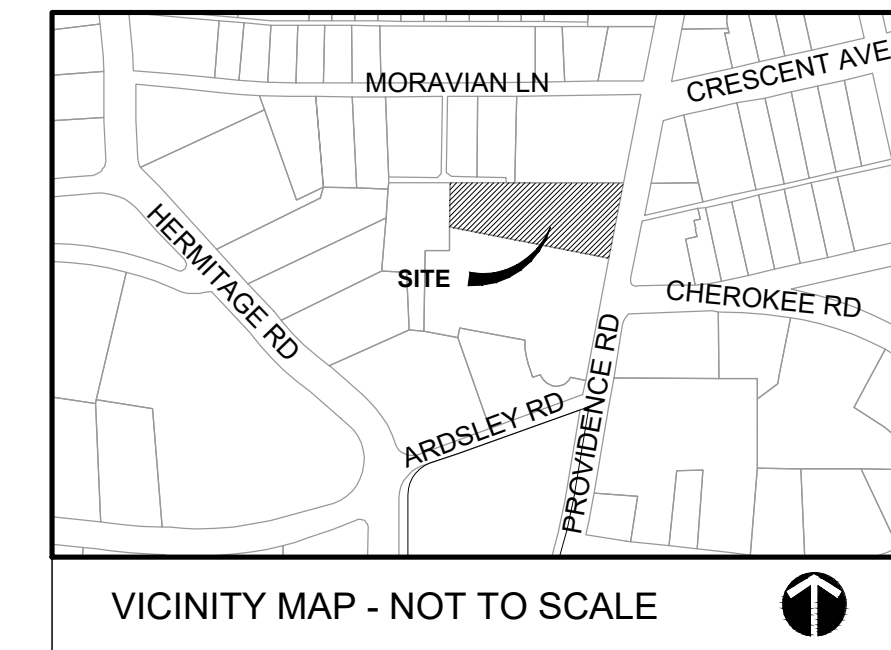 MORAVIAN LN
CRESCENT AVE
HERMITAGE RD
SITE
CHEROKEE RD
PROVIDENCE RD
ARDSLEY RD
VICINITY MAP - NOT TO SCALE